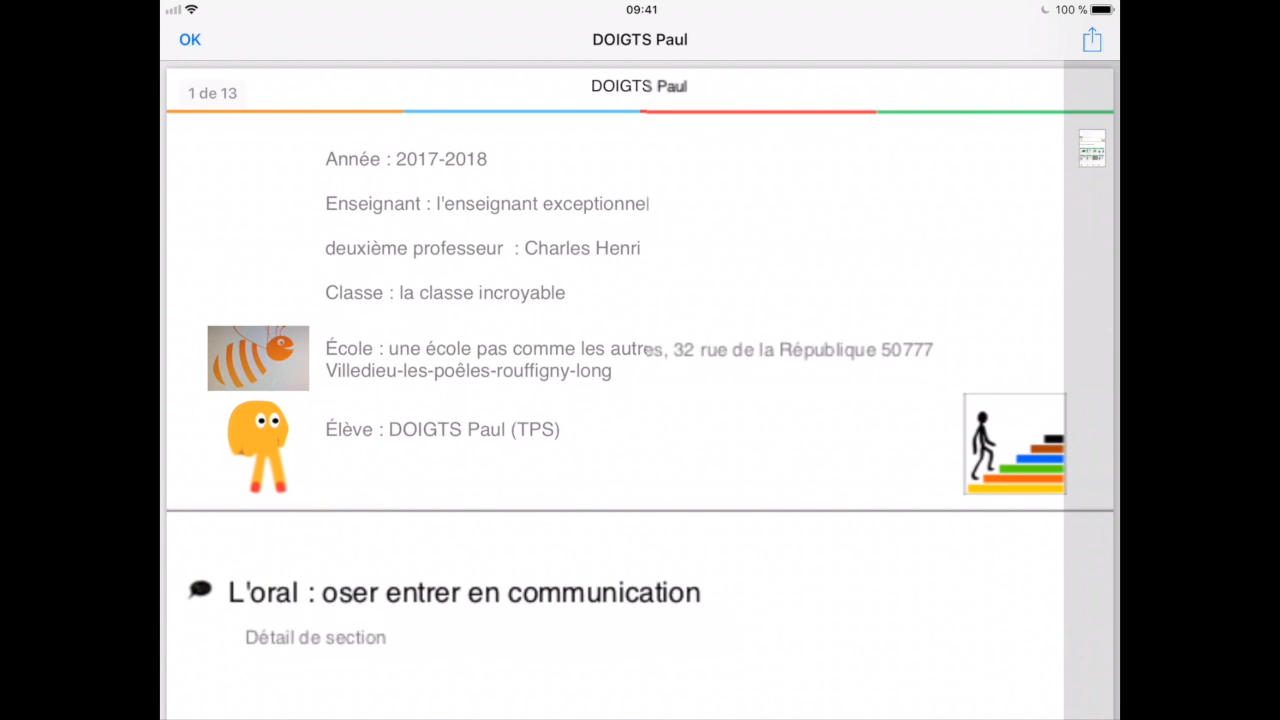 09:41
100 %
OK
DOIGTS Paul
1 de 13
DOIGTS Paul
Année : 2017-2018
Enseignant : l'enseignant exceptionnel
deuxième professeur : Charles Henri
Classe : la classe incroyable
École : une école pas comme les autres, 32 rue de la République 50777
Villedieu-les-poêles-rouffigny-long
Élève : DOIGTS Paul (TPS)
L'oral : oser entrer en communication
Détail de section